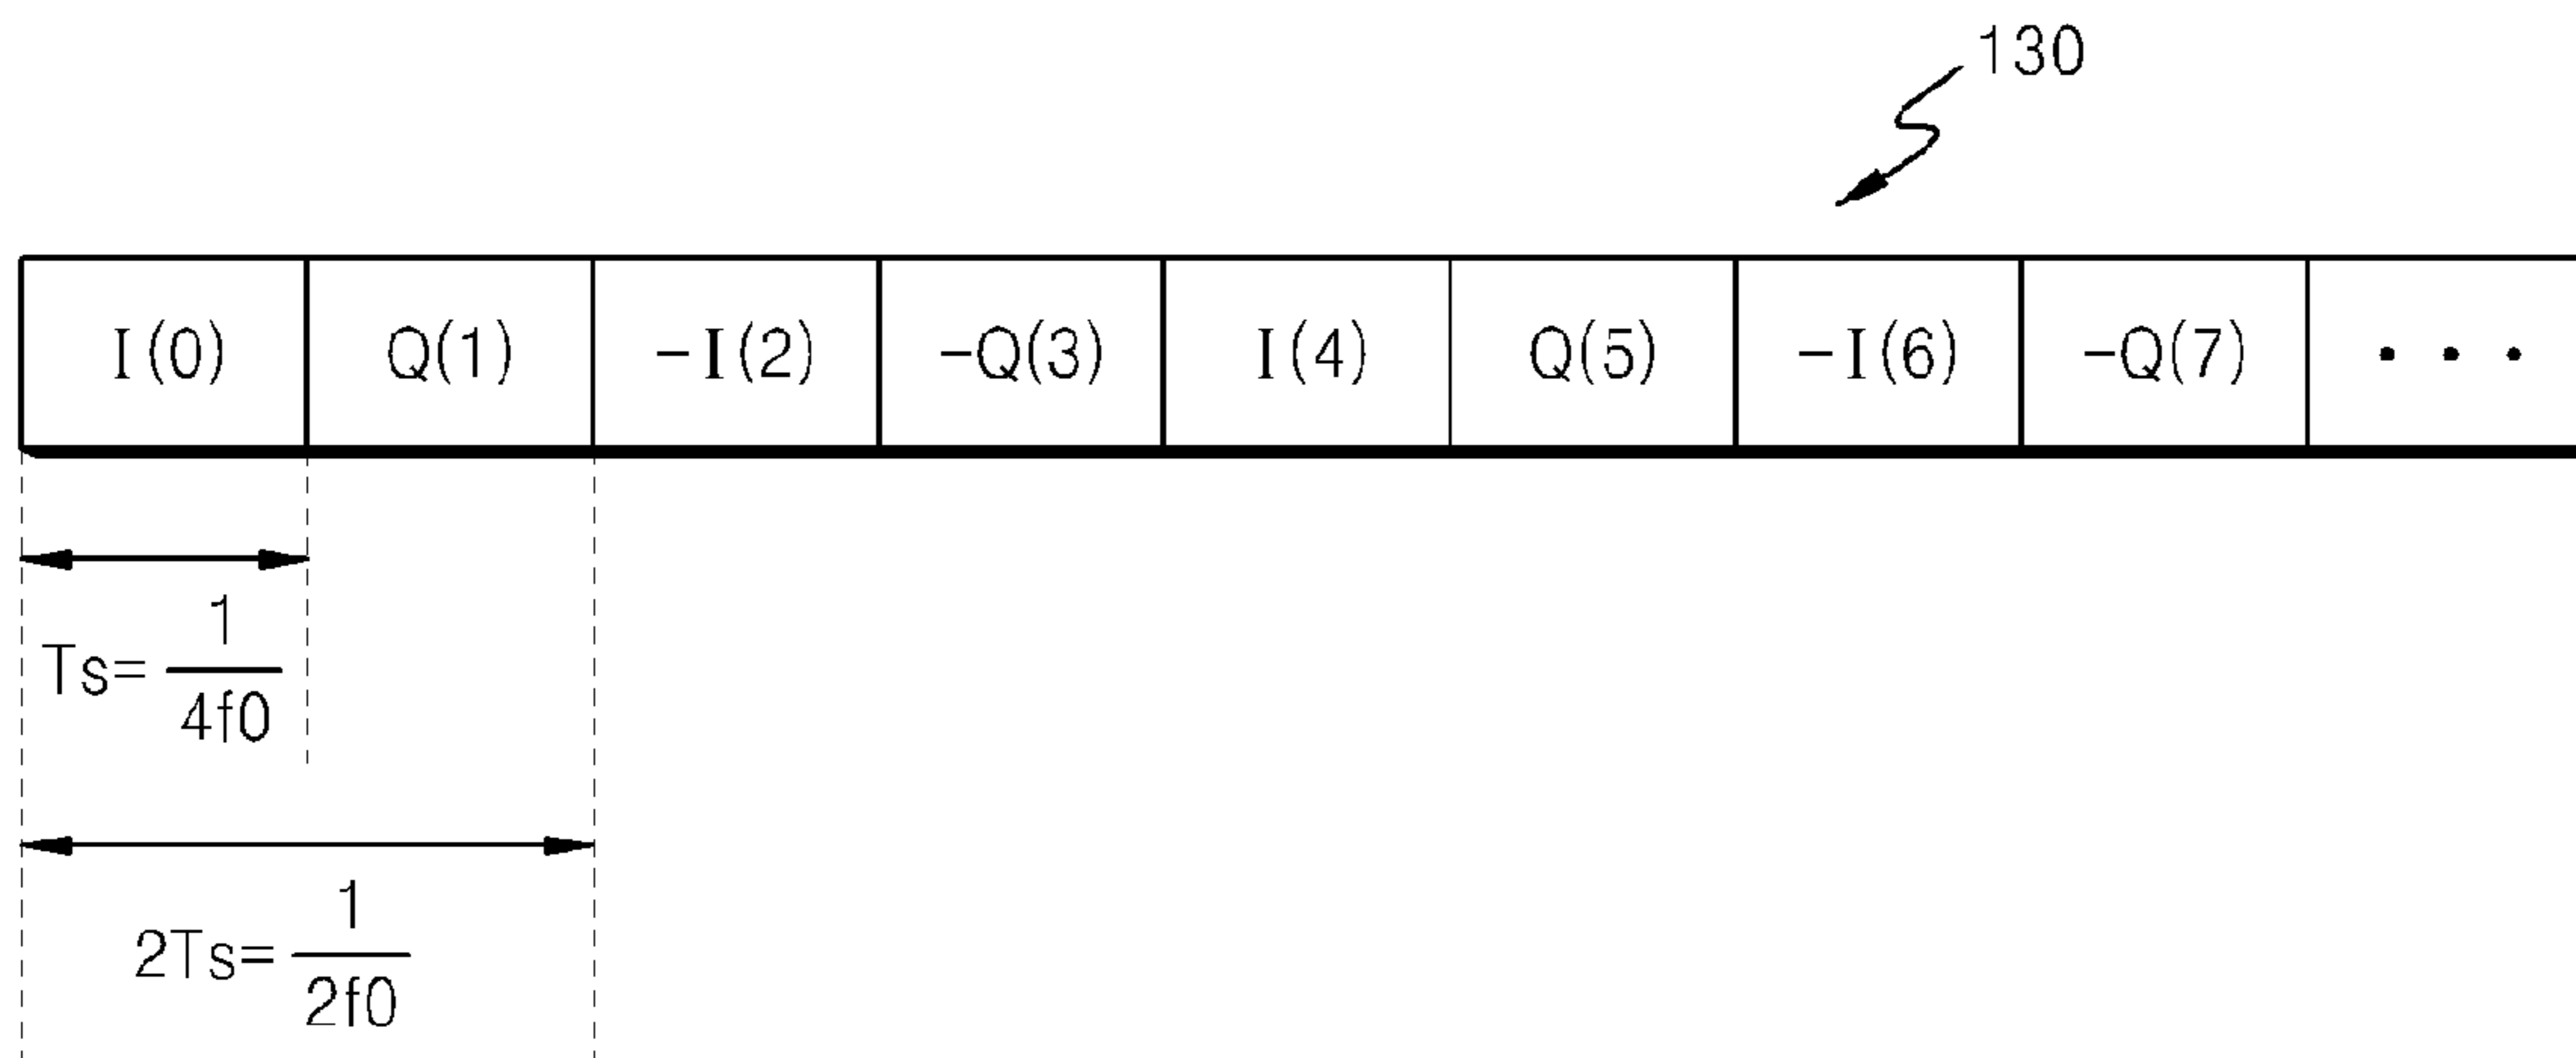 130
I(0) Q(1) -I(2) -Q(3) I(4) Q(5) -I(6) -Q(7) • • •
Ts= 1/4f0
2Ts= 1/2f0